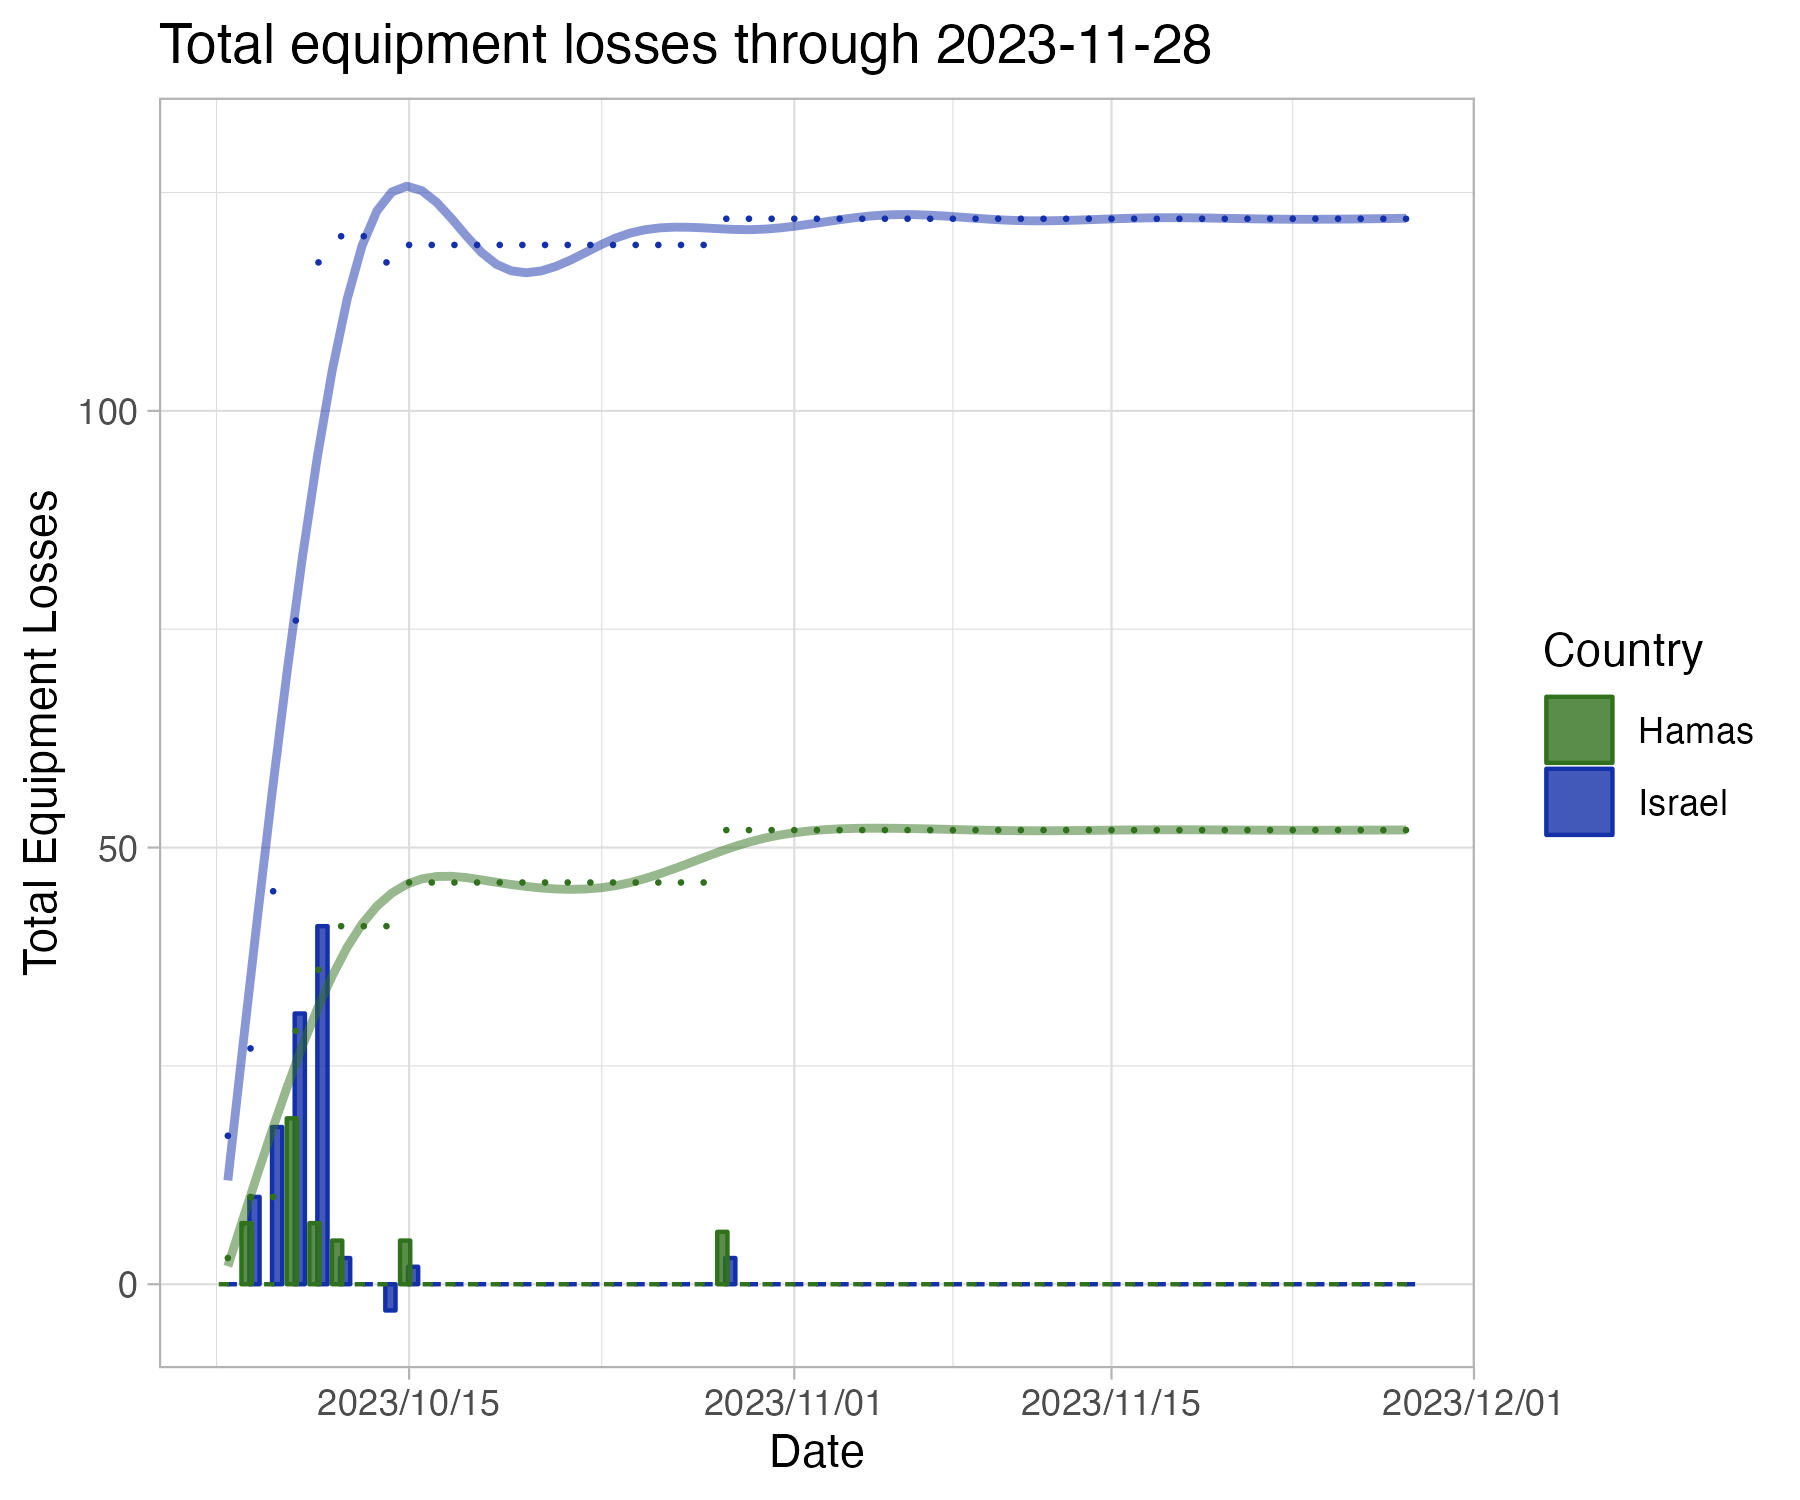 Total equipment losses through 2023-11-28
Total Equipment Losses
100
50
0
2023/10/15
2023/11/01
2023/11/15
2023/12/01
Date
Country
Hamas
Israel